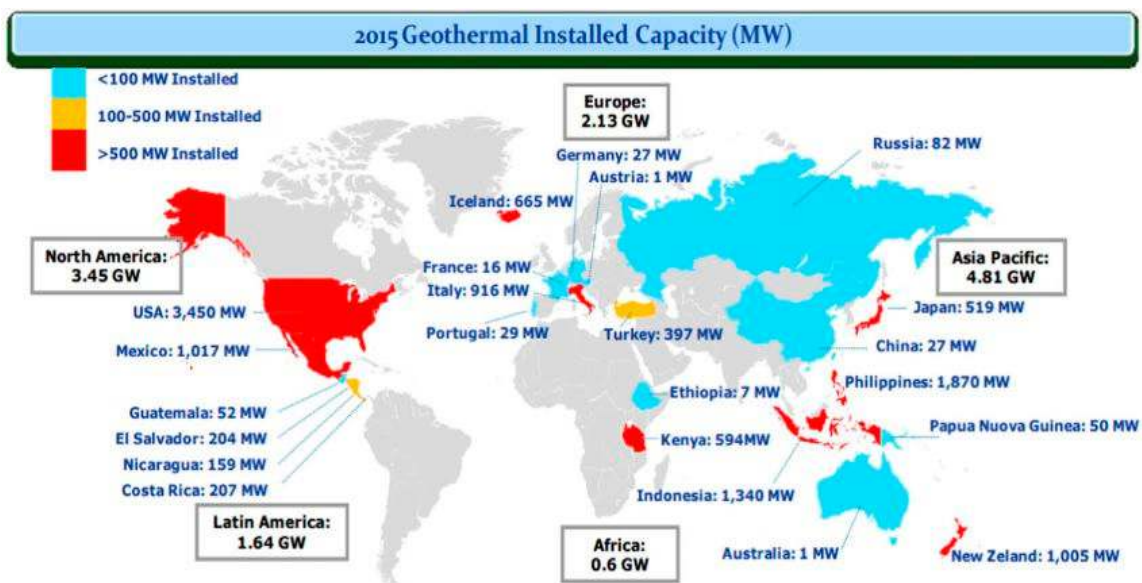 2015 Geothermal Installed Capacity (MW)
<100 MW Installed
100-500 MW Installed
>500 MW Installed
Europe:
2.13 GW
Russia: 82 MW
Germany: 27 MW
Austria: 1 MW
Iceland: 665 MW
North America:
3.45 GW
Asia Pacific:
4.81 GW
France: 16 MW
Italy: 916 MW
USA: 3,450 MW
Japan: 519 MW
Portugal: 29 MW
Turkey: 397 MW
Mexico: 1,017 MW
China: 27 MW
Philippines: 1,870 MW
Ethiopia: 7 MW
Guatemala: 52 MW
Papua Nuova Guinea: 50 MW
El Salvador: 204 MW
Kenya: 594MW
Nicaragua: 159 MW
Costa Rica: 207 MW
Indonesia: 1,340 MW
Latin America:
1.64 GW
Africa:
0.6 GW
Australia: 1 MW
New Zeland: 1,005 MW